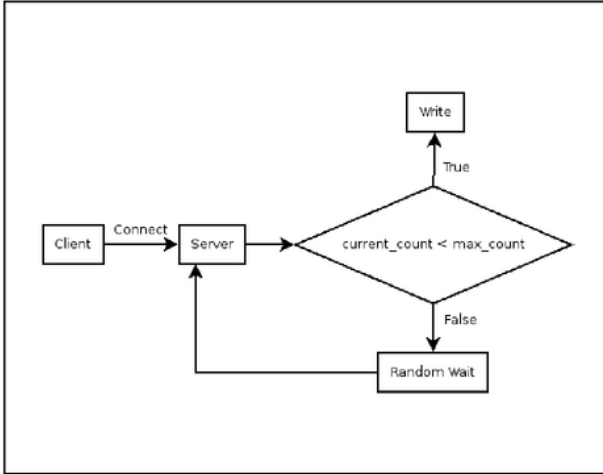 Write
True
Connect
Client
Server
current_count < max_count
False
Random Wait